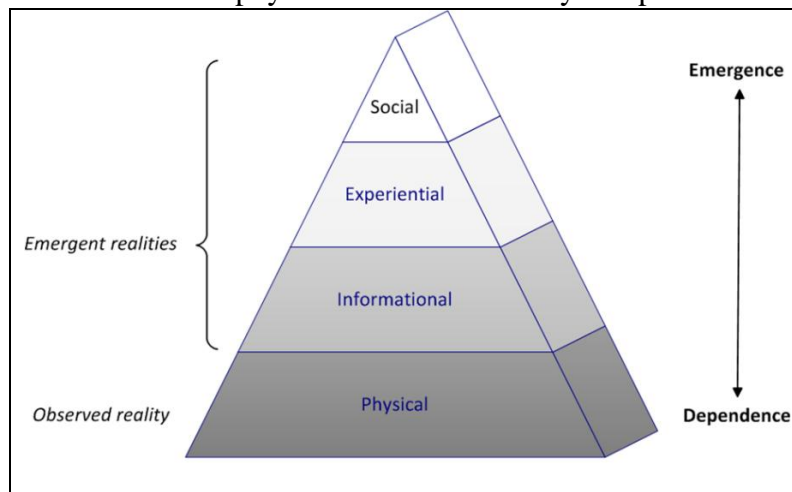 Emergence
Social
Experiential
Emergent realities
Informational
Physical
Observed reality
Dependence